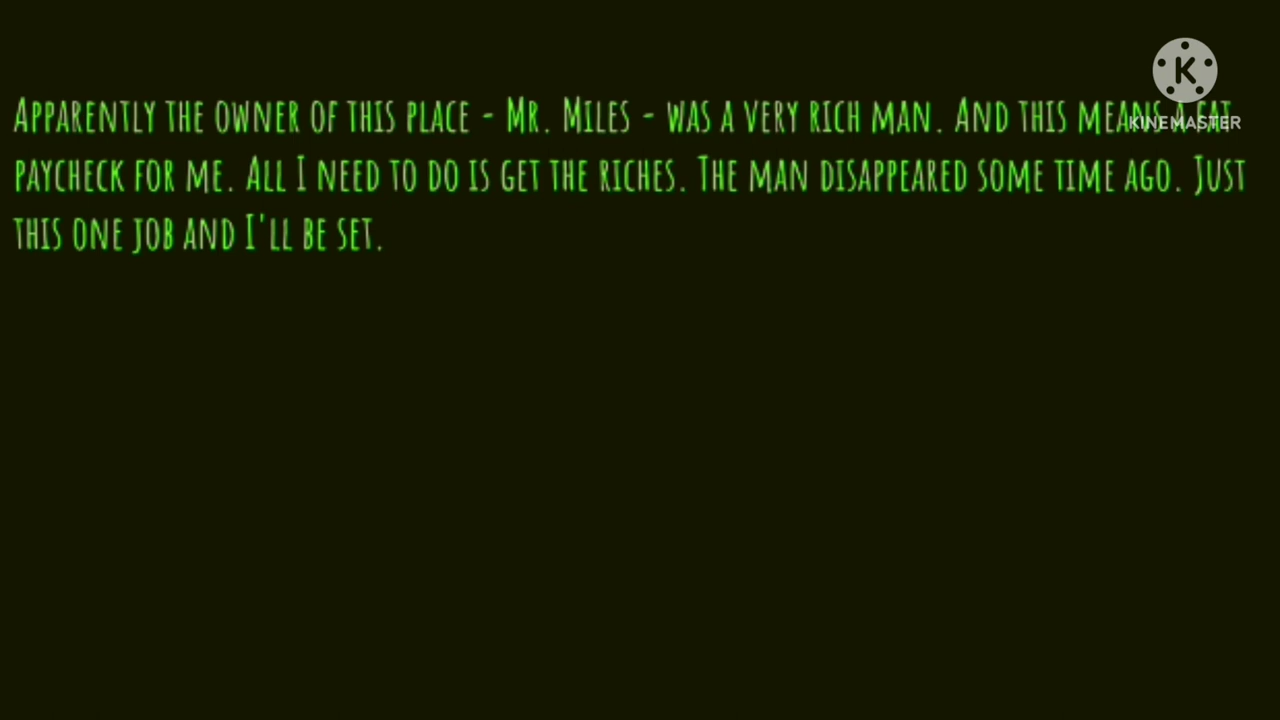 Apparently the owner of this place - Mr. Miles - was a very rich man. And this means a fat
paycheck for me. All I need to do is get the riches. The man disappeared some time ago. Just
this one job and I'll be set.
K
KINEMASTER